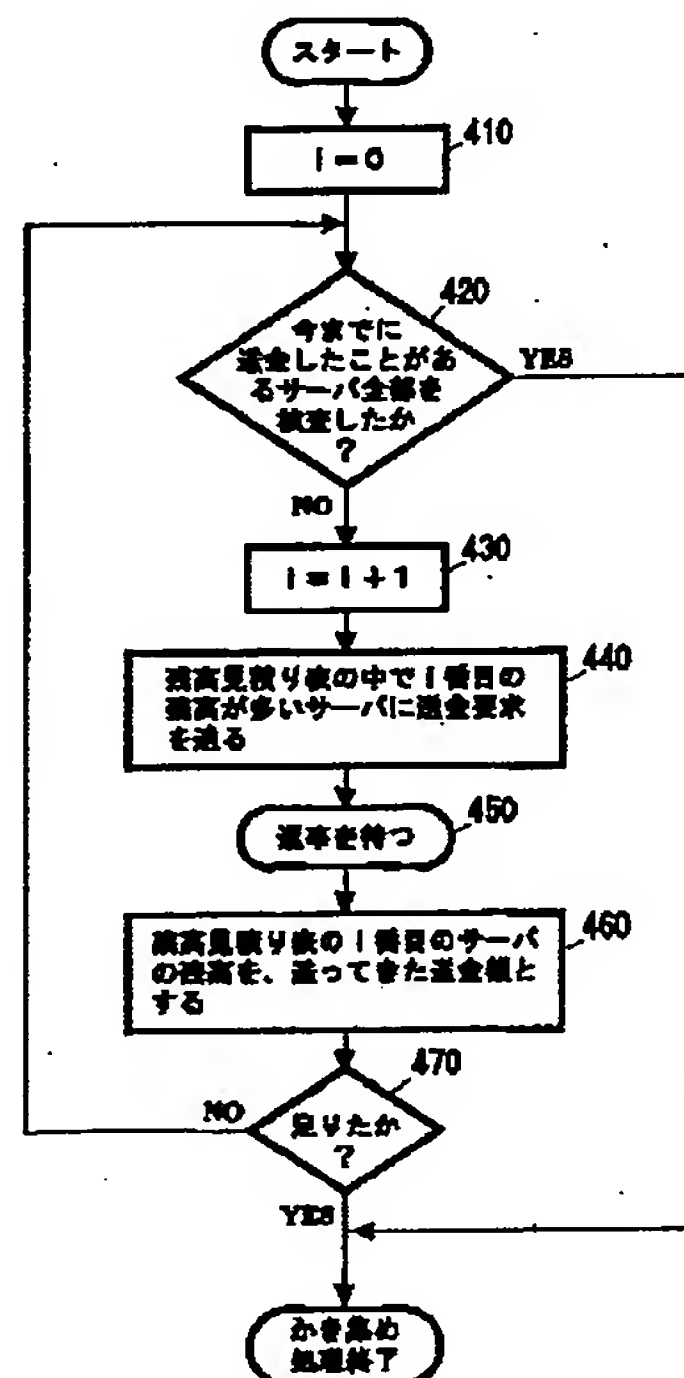 スタート
i = 0
410
420
今までに
送金したことがあ
るサーバ全部を
検査したか
?
YES
NO
i = i + 1
430
残高見積り表の中で i 番目の
残高が多いサーバに送金要求
を送る
440
返事を待つ
450
残高見積り表の i 番目のサーバ
の残高を、送ってきた送金額と
する
460
470
足りたか
?
NO
YES
かき集め
処理終了